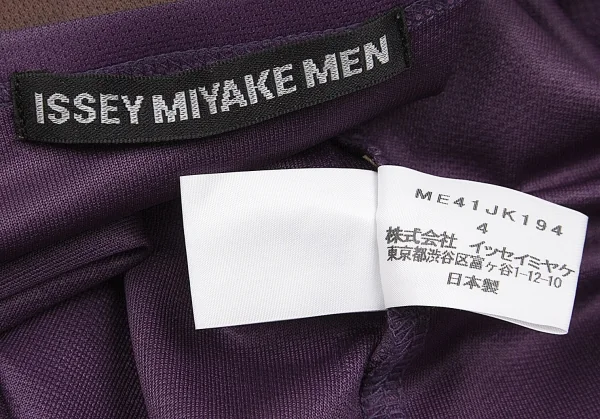 ISSEY MIYAKE MEN
ME41JK194
4
株式会社 イッセイミヤケ
東京都渋谷区富ヶ谷1-12-10
日本製